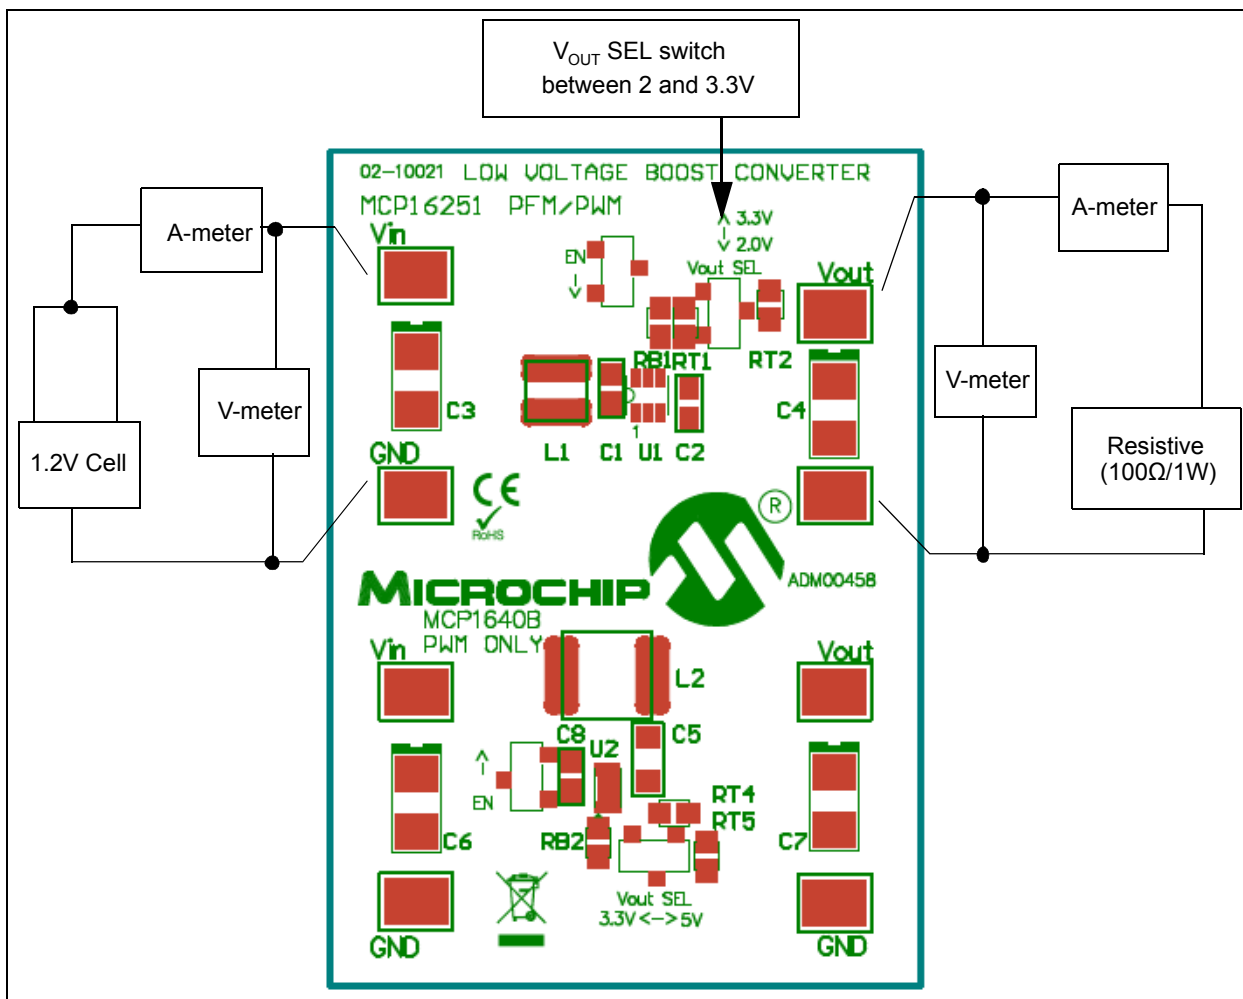 V_OUT SEL switch
between 2 and 3.3V
02-10021 LOW VOLTAGE BOOST CONVERTER
MCP16251 PFM/PWM
Vin
EN
3.3V
2.0V
Vout SEL
Vout
A-meter
A-meter
RB1
RT1
RT2
V-meter
V-meter
C3
C4
GND
L1
C1
1
U1
C2
1.2V Cell
Resistive
(100Ω/1W)
CE
RoHS
R
MICROCHIP
ADM00458
MCP1640B
PWM ONLY
Vin
Vout
L2
C8
U2
C5
EN
RT4
RT5
C6
RB2
C7
Vout SEL
3.3V<->5V
GND
GND